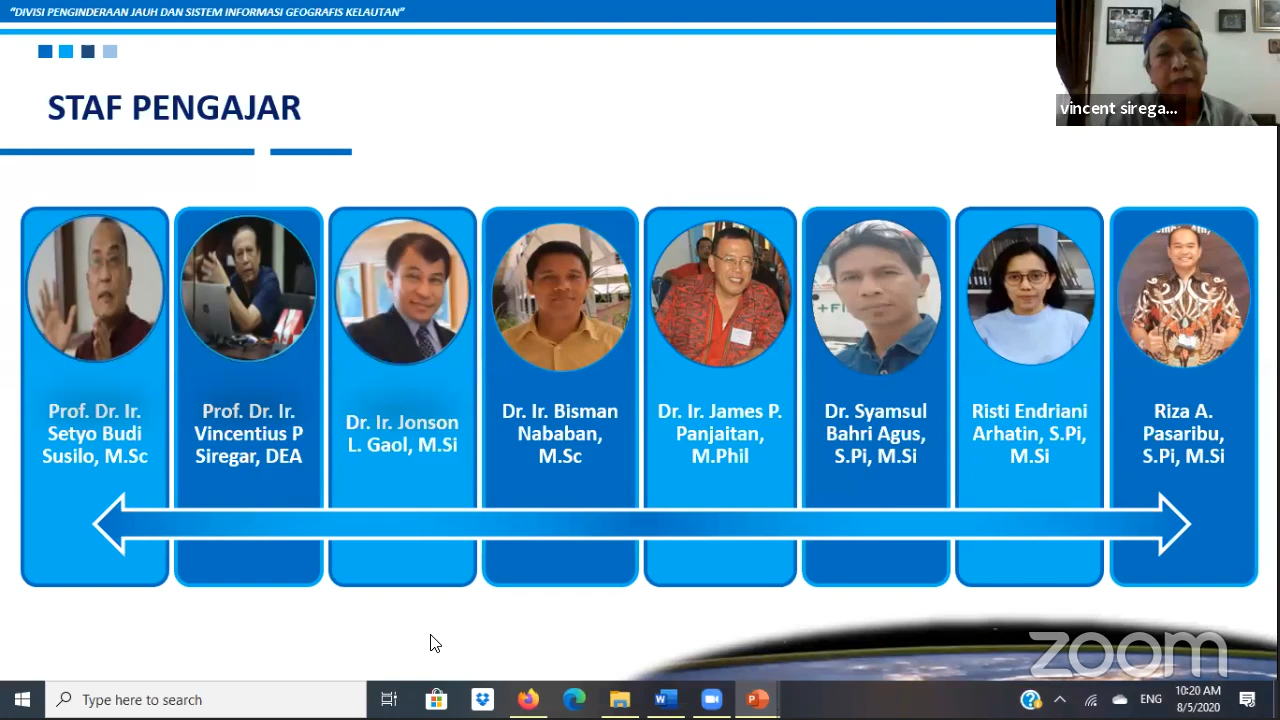 "DIVISI PENGINDERAAN JAUH DAN SISTEM INFORMASI GEOGRAFIS KELAUTAN"
vincent sirega...
STAF PENGAJAR
Prof. Dr. Ir.
Setyo Budi
Susilo, M.Sc
Prof. Dr. Ir.
Vincentius P
Siregar, DEA
Dr. Ir. Jonson
L. Gaol, M.Si
Dr. Ir. Bisman
Nababan,
M.Sc
Dr. Ir. James P.
Panjaitan,
M.Phil
Dr. Syamsul
Bahri Agus,
S.Pi, M.Si
Risti Endriani
Arhatin, S.Pi,
M.Si
Riza A.
Pasaribu,
S.Pi, M.Si
zoom
Type here to search
ENG
10:20 AM
8/5/2020